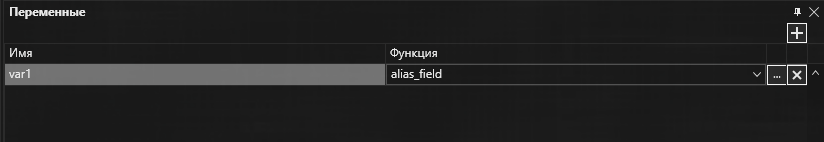 Переменные
Имя Функция
var1 alias_field ...